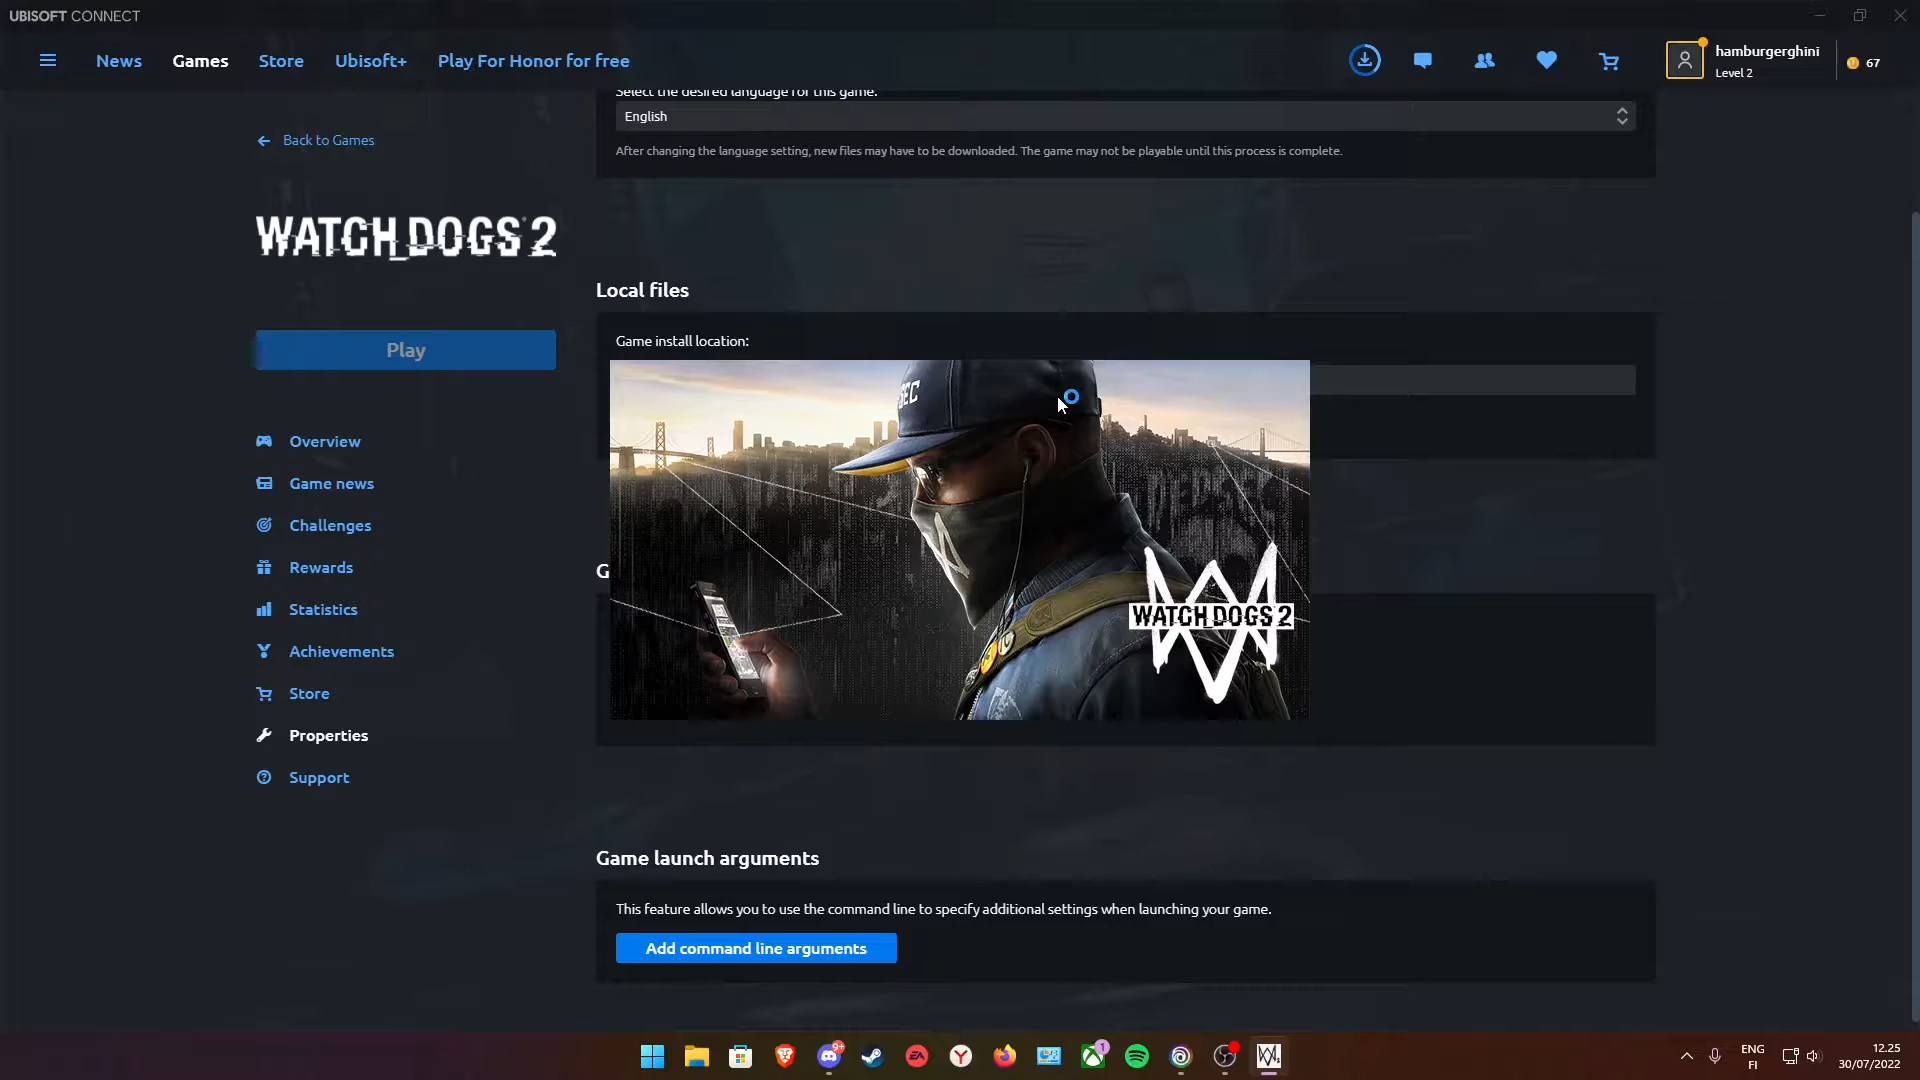 UBISOFT CONNECT
News
Games
Store
Ubisoft+
Play For Honor for free
hamburgerghini
Level 2
67
Select the desired language for this game.
English
After changing the language setting, new files may have to be downloaded. The game may not be playable until this process is complete.
Back to Games
WATCH_DOGS 2
Play
Overview
Game news
Challenges
Rewards
Statistics
Achievements
Store
Properties
Support
Local files
Game install location:
G
WATCH_DOGS 2
Game launch arguments
This feature allows you to use the command line to specify additional settings when launching your game.
Add command line arguments
9+
EA
1
ENG
FI
12.25
30/07/2022